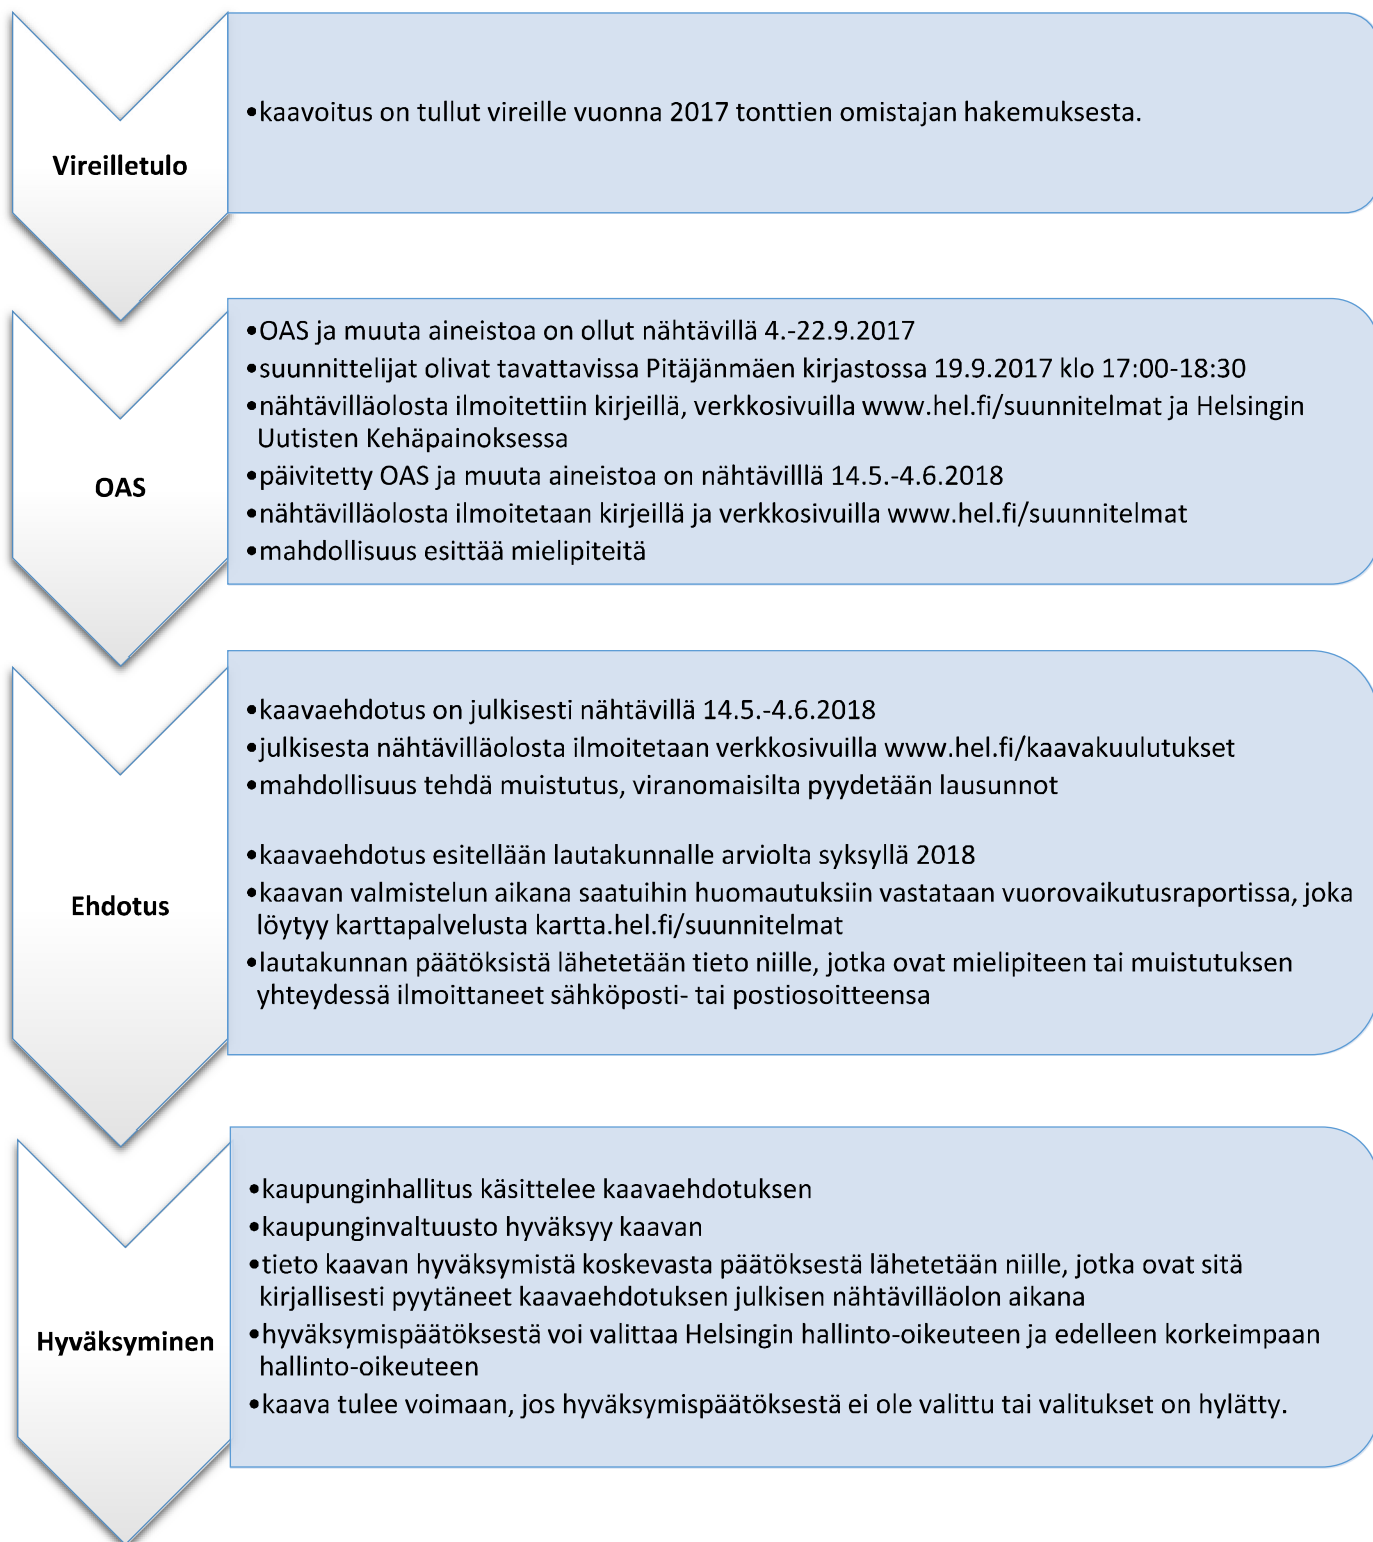 Vireilletulo
•kaavoitus on tullut vireille vuonna 2017 tonttien omistajan hakemuksesta.
OAS
•OAS ja muuta aineistoa on ollut nähtävillä 4.-22.9.2017
•suunnittelijat olivat tavattavissa Pitäjänmäen kirjastossa 19.9.2017 klo 17:00-18:30
•nähtävilläolosta ilmoitettiin kirjeillä, verkkosivuilla www.hel.fi/suunnitelmat ja Helsingin
Uutisten Kehäpainoksessa
•päivitetty OAS ja muuta aineistoa on nähtävilllä 14.5.-4.6.2018
•nähtävilläolosta ilmoitetaan kirjeillä ja verkkosivuilla www.hel.fi/suunnitelmat
•mahdollisuus esittää mielipiteitä
Ehdotus
•kaavaehdotus on julkisesti nähtävillä 14.5.-4.6.2018
•julkisesta nähtävilläolosta ilmoitetaan verkkosivuilla www.hel.fi/kaavakuulutukset
•mahdollisuus tehdä muistutus, viranomaisilta pyydetään lausunnot
•kaavaehdotus esitellään lautakunnalle arviolta syksyllä 2018
•kaavan valmistelun aikana saatuihin huomautuksiin vastataan vuorovaikutusraportissa, joka
löytyy karttapalvelusta kartta.hel.fi/suunnitelmat
•lautakunnan päätöksistä lähetetään tieto niille, jotka ovat mielipiteen tai muistutuksen
yhteydessä ilmoittaneet sähköposti- tai postiosoitteensa
Hyväksyminen
•kaupunginhallitus käsittelee kaavaehdotuksen
•kaupunginvaltuusto hyväksyy kaavan
•tieto kaavan hyväksymistä koskevasta päätöksestä lähetetään niille, jotka ovat sitä
kirjallisesti pyytäneet kaavaehdotuksen julkisen nähtävilläolon aikana
•hyväksymispäätöksestä voi valittaa Helsingin hallinto-oikeuteen ja edelleen korkeimpaan
hallinto-oikeuteen
•kaava tulee voimaan, jos hyväksymispäätöksestä ei ole valittu tai valitukset on hylätty.